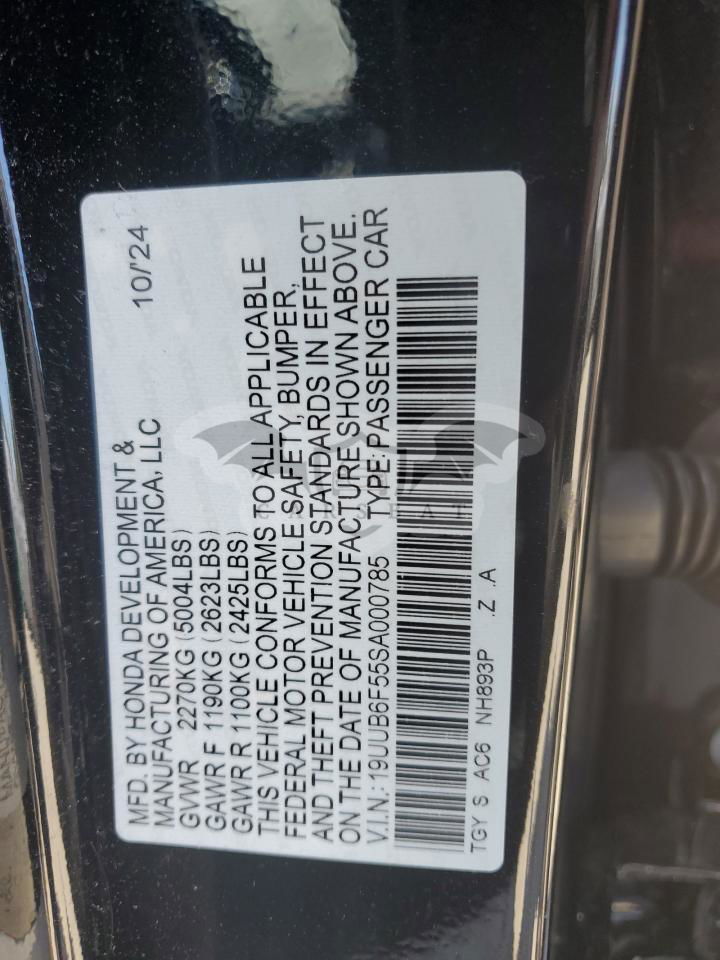 MFD. BY HONDA DEVELOPMENT & 10/'24
MANUFACTURING OF AMERICA, LLC
GVWR 2270KG (5004LBS)
GAWR F 1190KG (2623LBS)
GAWR R 1100KG (2425LBS)
THIS VEHICLE CONFORMS TO ALL APPLICABLE
FEDERAL MOTOR VEHICLE SAFETY, BUMPER,
AND THEFT PREVENTION STANDARDS IN EFFECT
ON THE DATE OF MANUFACTURE SHOWN ABOVE.
V.I.N.: 19UUB6F55SA000785 TYPE: PASSENGER CAR
TGY S AC6 NH893P .Z .A